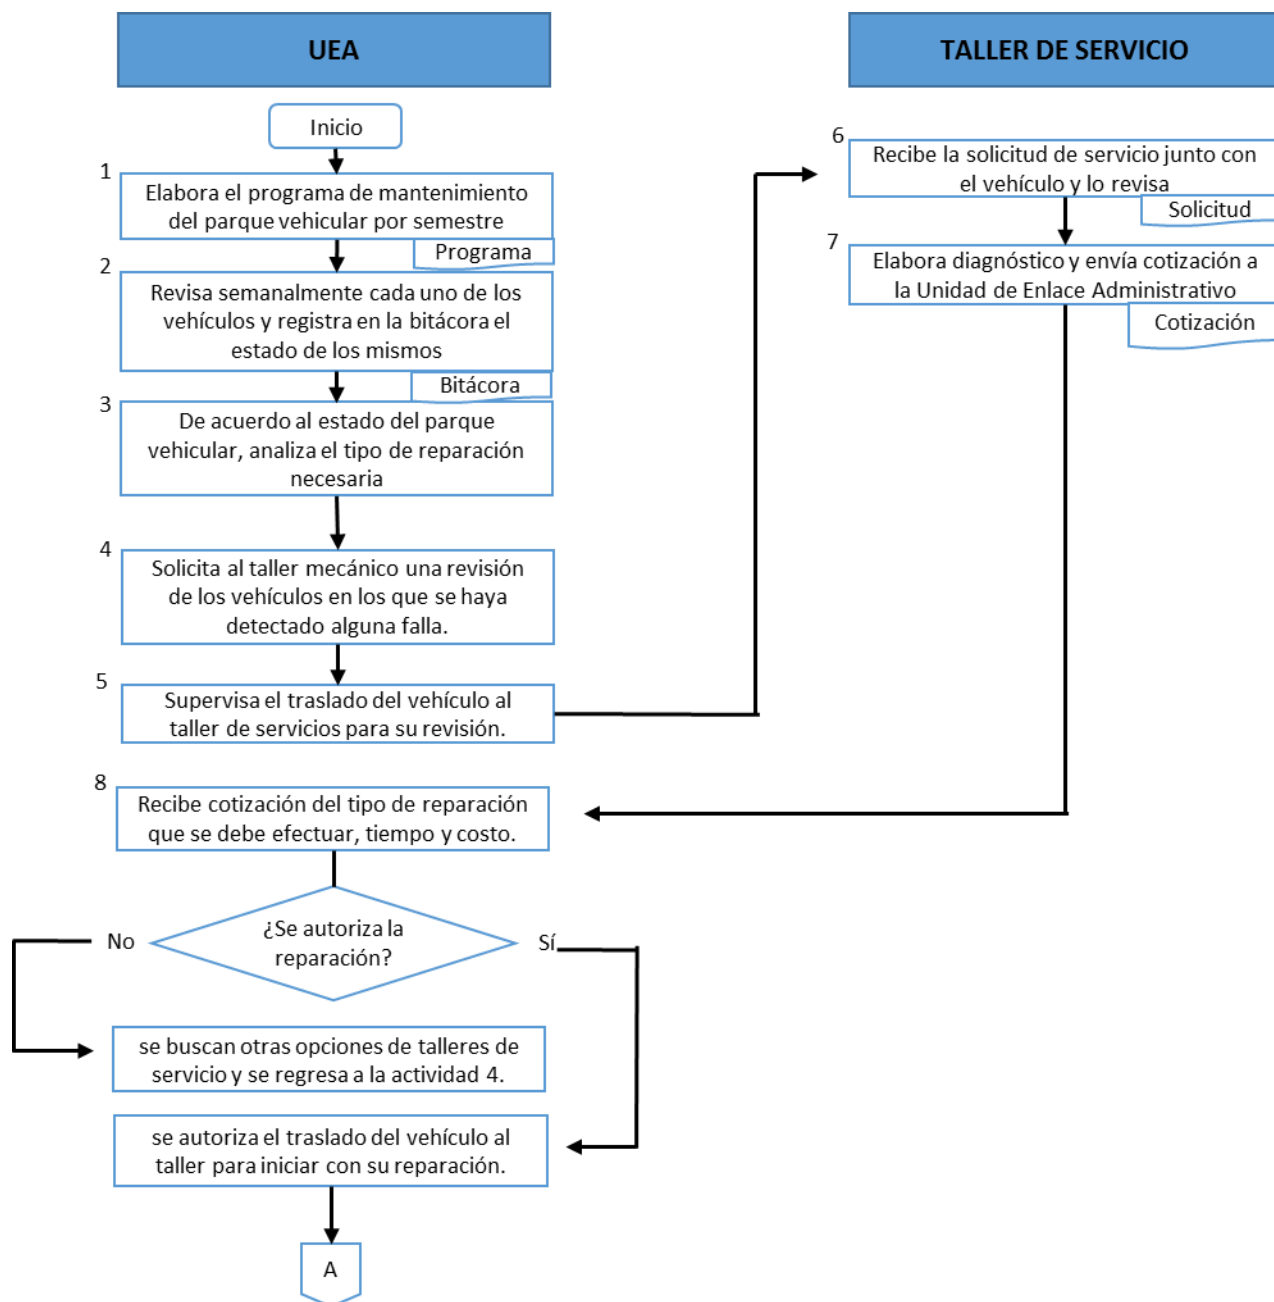 UEA
Inicio
1
Elabora el programa de mantenimiento
del parque vehicular por semestre
Programa
2
Revisa semanalmente cada uno de los
vehículos y registra en la bitácora el
estado de los mismos
Bitácora
3
De acuerdo al estado del parque
vehicular, analiza el tipo de reparación
necesaria
4
Solicita al taller mecánico una revisión
de los vehículos en los que se haya
detectado alguna falla.
5
Supervisa el traslado del vehículo al
taller de servicios para su revisión.
TALLER DE SERVICIO
6
Recibe la solicitud de servicio junto con
el vehículo y lo revisa
Solicitud
7
Elabora diagnóstico y envía cotización a
la Unidad de Enlace Administrativo
Cotización
8
Recibe cotización del tipo de reparación
que se debe efectuar, tiempo y costo.
¿Se autoriza la
reparación?
No
Sí
se buscan otras opciones de talleres de
servicio y se regresa a la actividad 4.
se autoriza el traslado del vehículo al
taller para iniciar con su reparación.
A